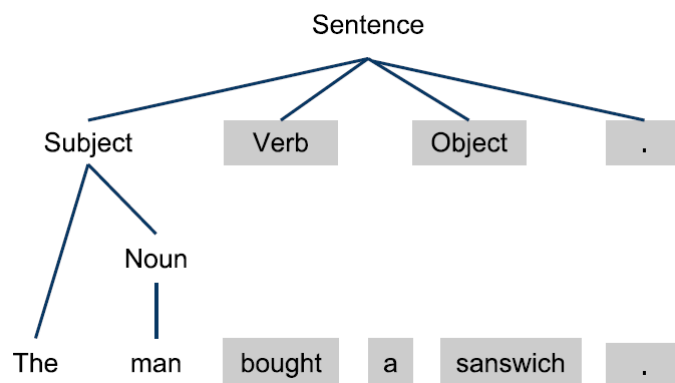 Sentence
Subject Verb Object .
Noun
The man bought a sanswich .